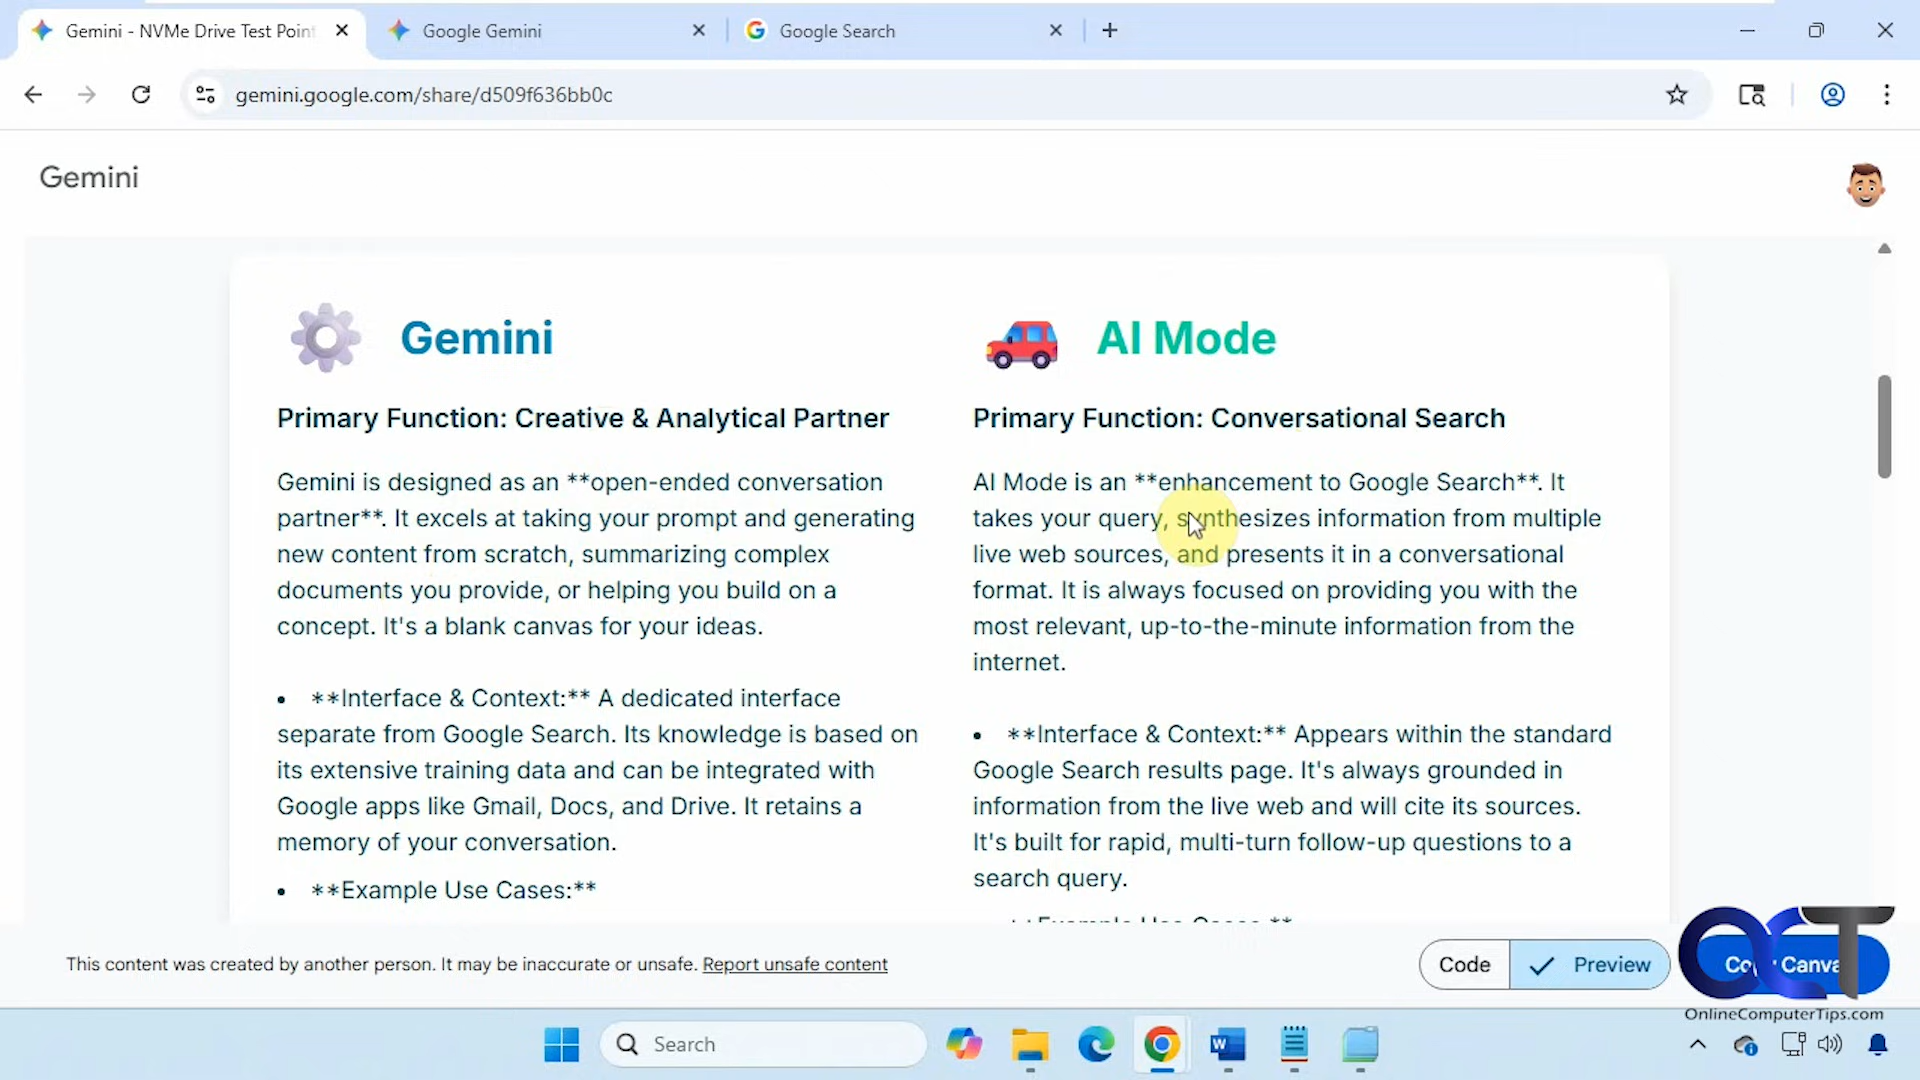 Gemini - NVMe Drive Test Point
Google Gemini
Google Search
gemini.google.com/share/d509f636bb0c
Gemini
Gemini
Primary Function: Creative & Analytical Partner
Gemini is designed as an **open-ended conversation
partner**. It excels at taking your prompt and generating
new content from scratch, summarizing complex
documents you provide, or helping you build on a
concept. It's a blank canvas for your ideas.
• **Interface & Context:** A dedicated interface
separate from Google Search. Its knowledge is based on
its extensive training data and can be integrated with
Google apps like Gmail, Docs, and Drive. It retains a
memory of your conversation.
• **Example Use Cases:**
AI Mode
Primary Function: Conversational Search
AI Mode is an **enhancement to Google Search**. It
takes your query, synthesizes information from multiple
live web sources, and presents it in a conversational
format. It is always focused on providing you with the
most relevant, up-to-the-minute information from the
internet.
• **Interface & Context:** Appears within the standard
Google Search results page. It's always grounded in
information from the live web and will cite its sources.
It's built for rapid, multi-turn follow-up questions to a
search query.
**Example Use Cases:**
This content was created by another person. It may be inaccurate or unsafe. Report unsafe content
Code
Preview
Copy Canvas
OCT
OnlineComputerTips.com
Search